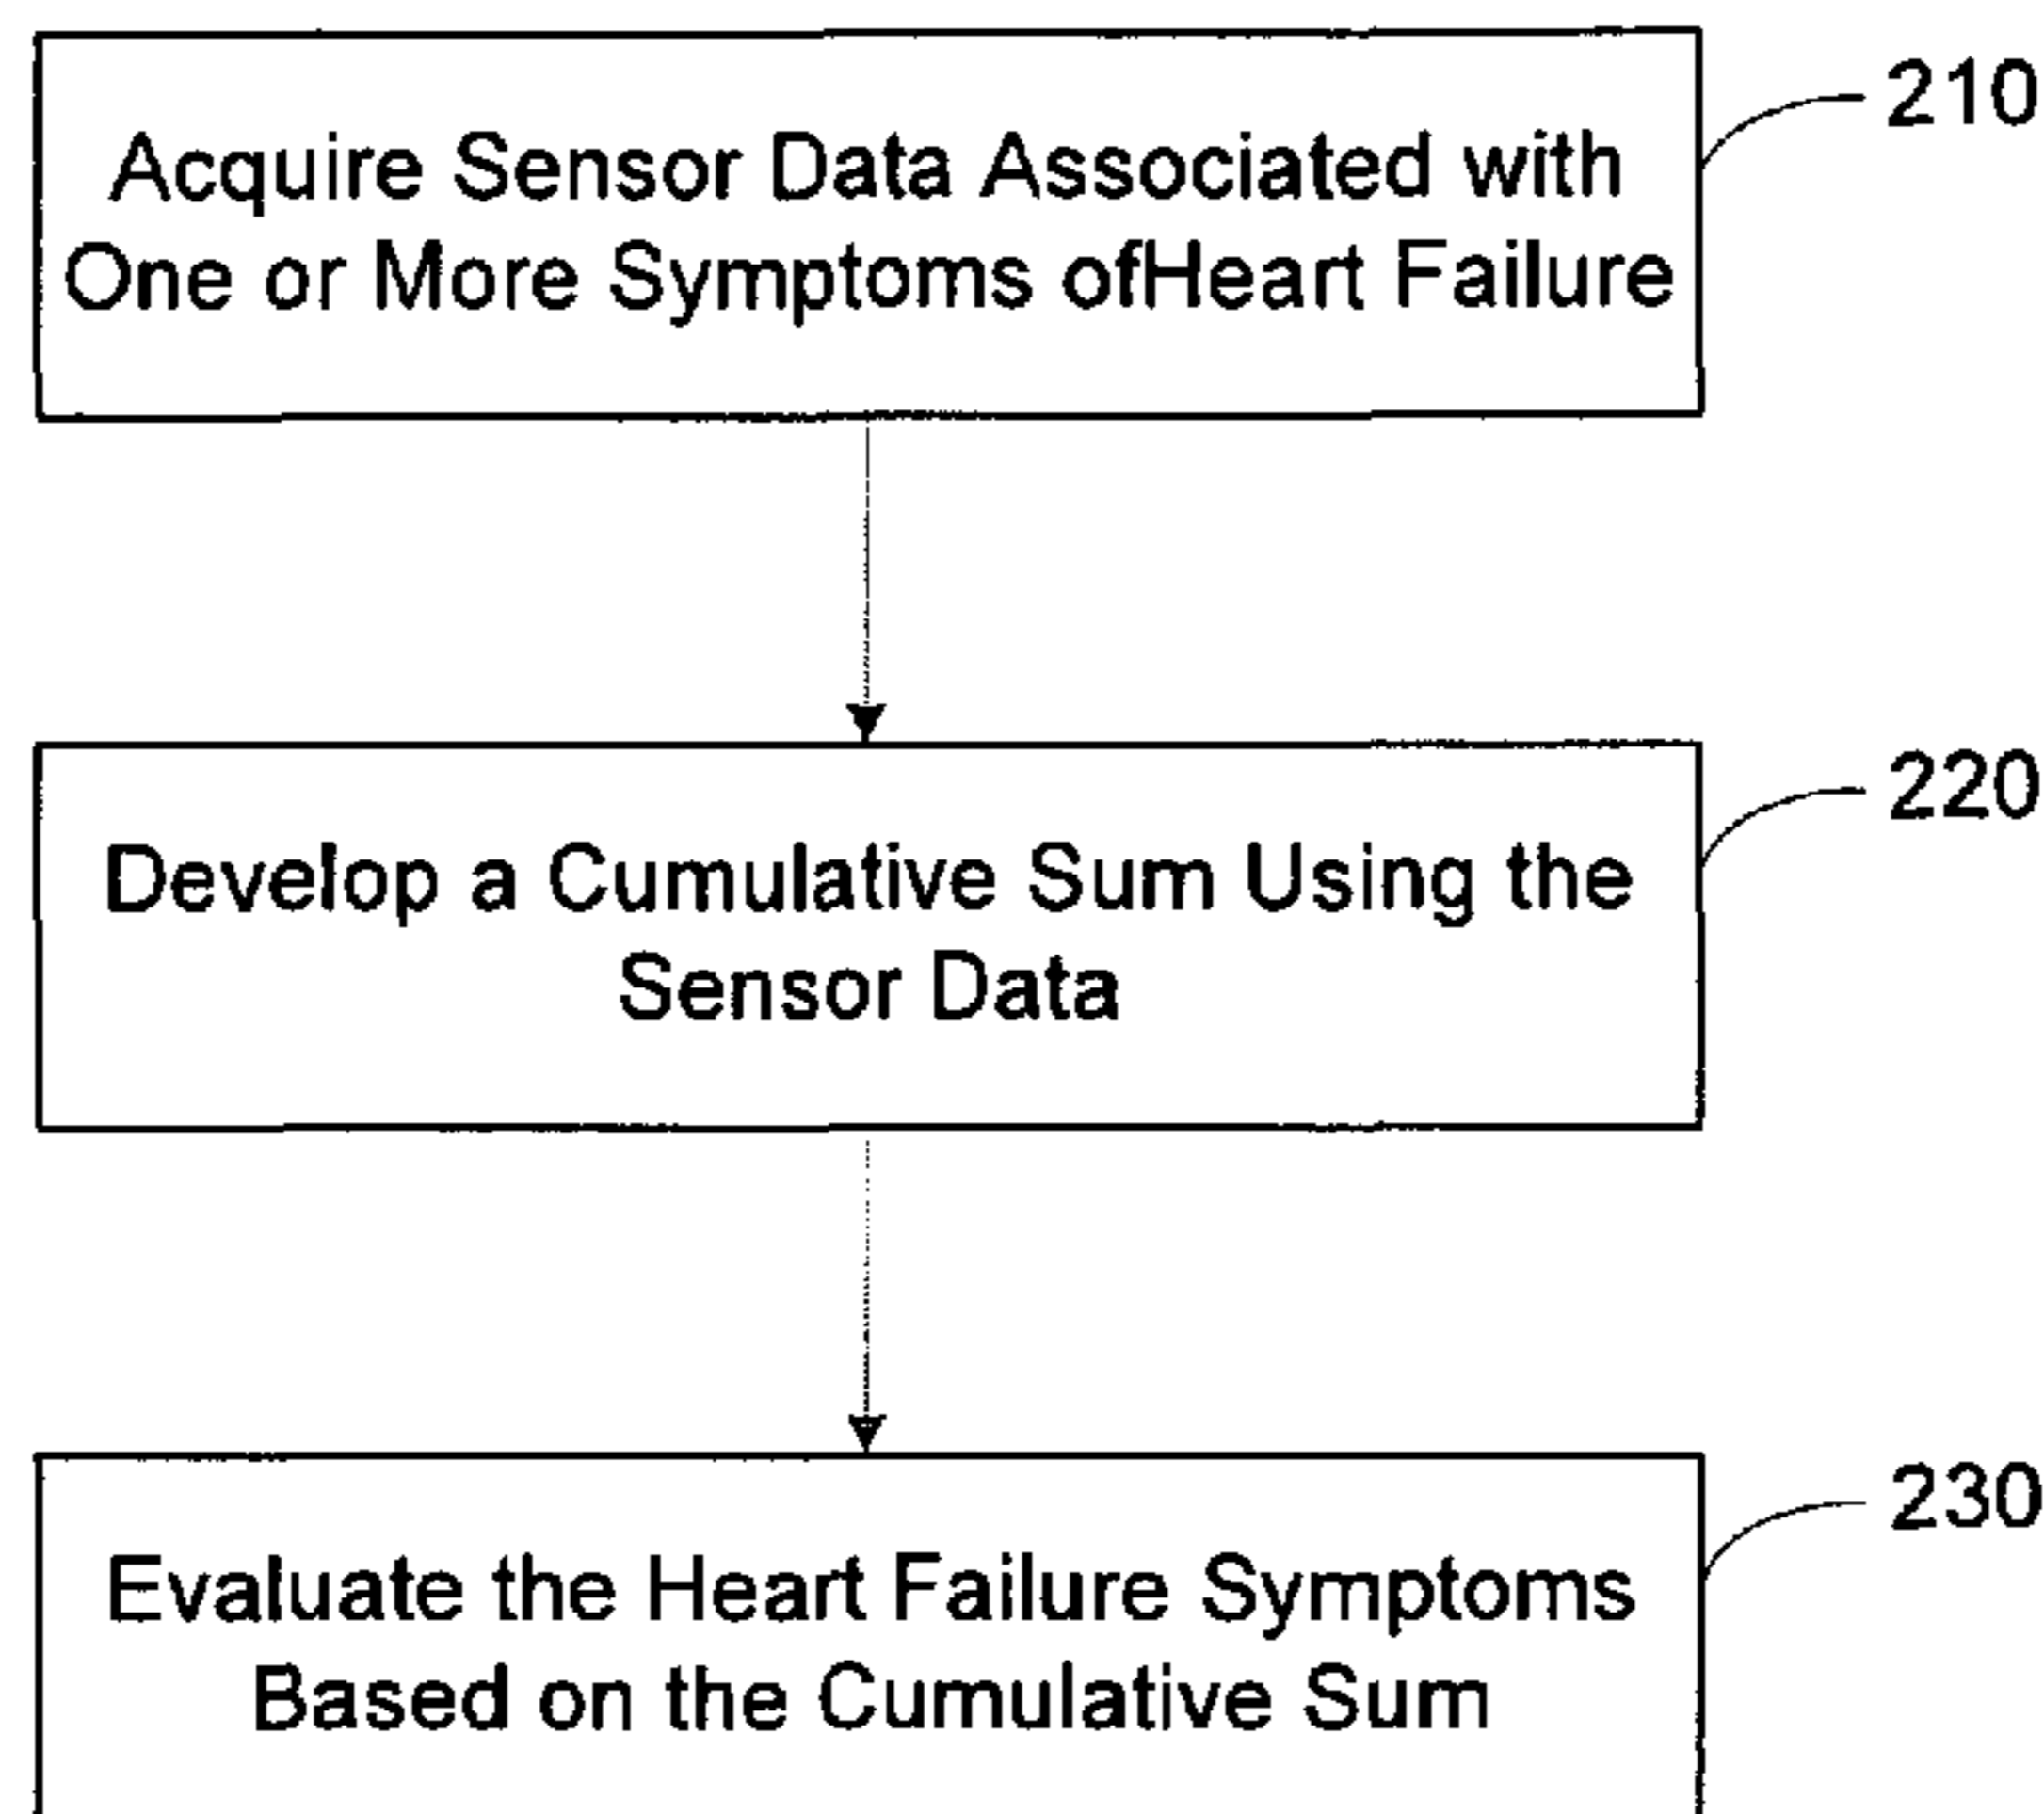 210
Acquire Sensor Data Associated with
One or More Symptoms ofHeart Failure
220
Develop a Cumulative Sum Using the
Sensor Data
230
Evaluate the Heart Failure Symptoms
Based on the Cumulative Sum